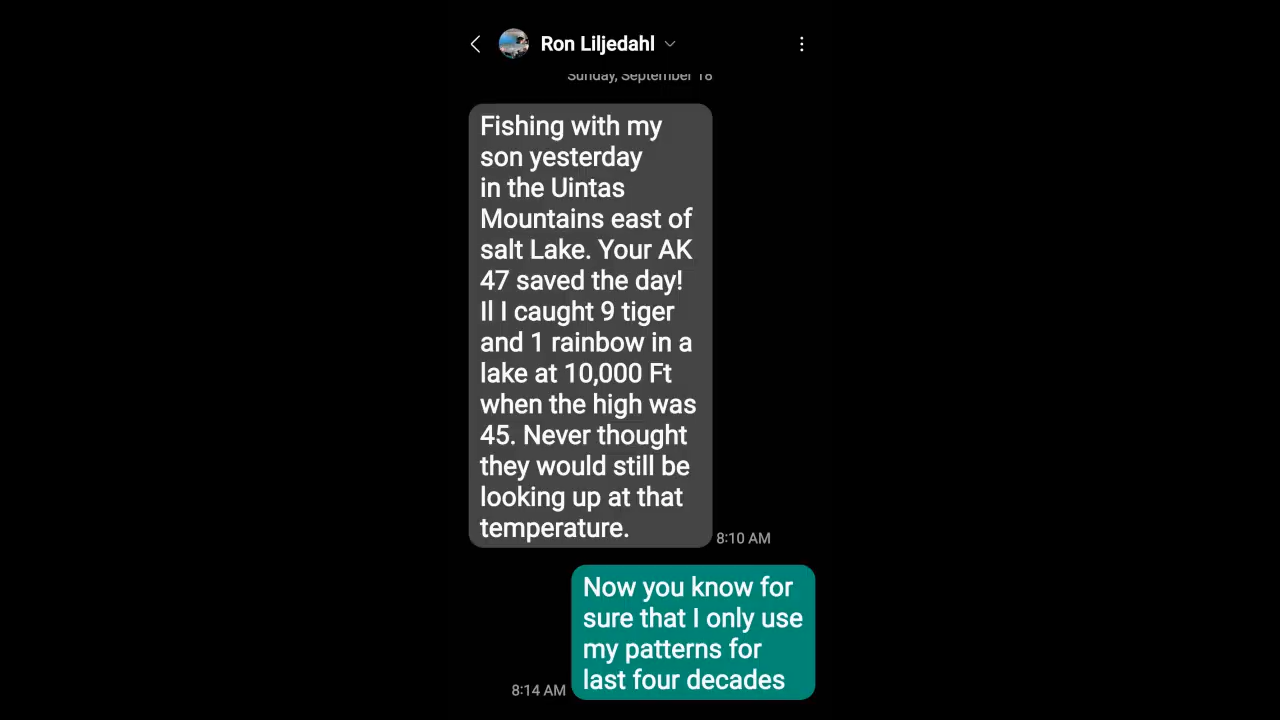 Ron Liljedahl
Sunday, September 18
Fishing with my
son yesterday
in the Uintas
Mountains east of
salt Lake. Your AK
47 saved the day!
Il I caught 9 tiger
and 1 rainbow in a
lake at 10,000 Ft
when the high was
45. Never thought
they would still be
looking up at that
temperature.
8:10 AM
Now you know for
sure that I only use
my patterns for
last four decades
8:14 AM